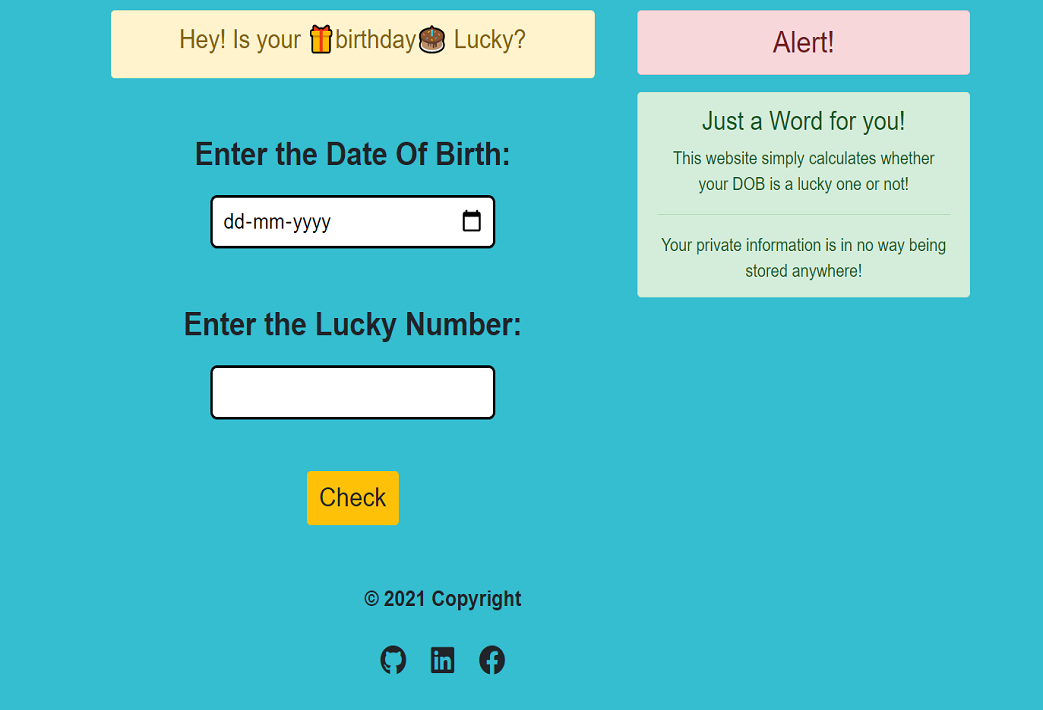 Hey! Is your 🎁birthday🎂 Lucky?
Enter the Date Of Birth:
dd-mm-yyyy
Enter the Lucky Number:
Check
Alert!
Just a Word for you!
This website simply calculates whether
your DOB is a lucky one or not!
Your private information is in no way being
stored anywhere!
© 2021 Copyright